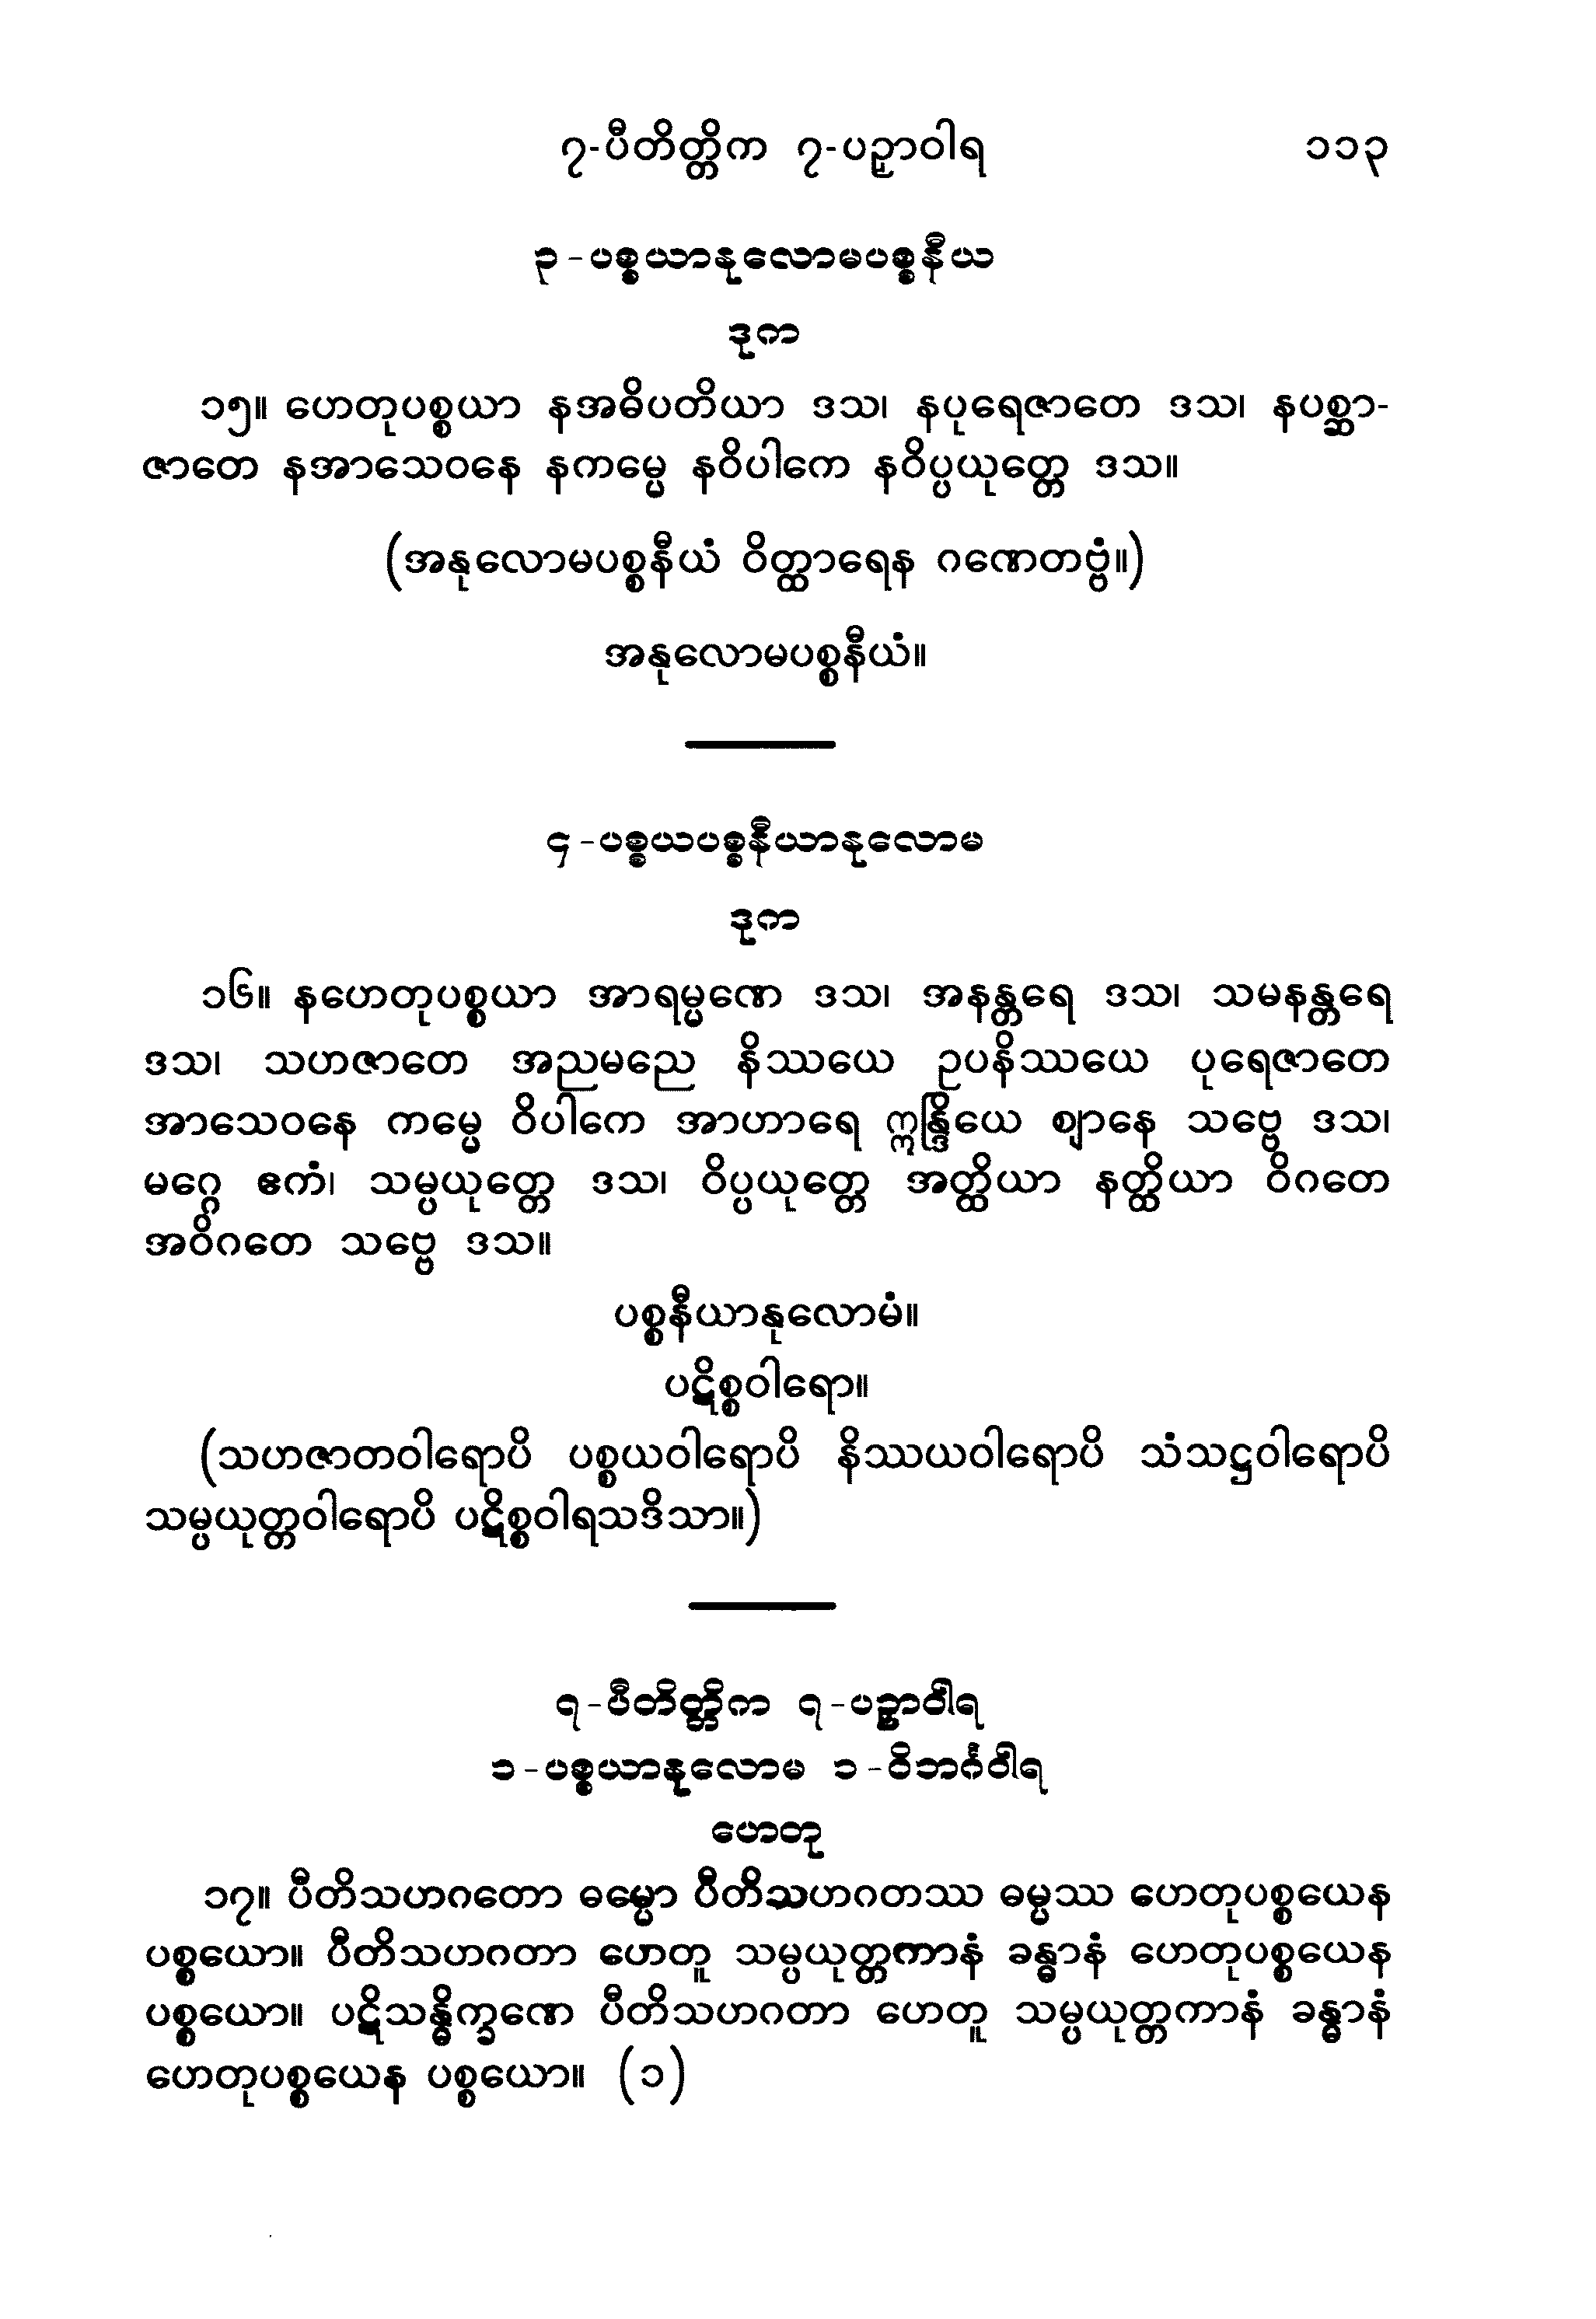 ၇-ပီတိတ္တိက ၇-ပဉှာဝါရ ၁၁၃
၃-ပစ္စယာနုလောမပစ္စနီယ
ဒုက
၁၅။ ဟေတုပစ္စယာ နအဓိပတိယာ ဒသ၊ နပုရေဇာတေ ဒသ၊ နပစ္ဆာ-
ဇာတေ နအာသေဝနေ နကမ္မေ နဝိပါကေ နဝိပ္ပယုတ္တေ ဒသ။
(အနုလောမပစ္စနီယံ ဝိတ္ထာရေန ဂဏေတဗ္ဗံ။)
အနုလောမပစ္စနီယံ။
၄-ပစ္စယပစ္စနီယာနုလောမ
ဒုက
၁၆။ နဟေတုပစ္စယာ အာရမ္မဏေ ဒသ၊ အနန္တရေ ဒသ၊ သမနန္တရေ
ဒသ၊ သဟဇာတေ အညမညေ နိဿယေ ဥပနိဿယေ ပုရေဇာတေ
အာသေဝနေ ကမ္မေ ဝိပါကေ အာဟာရေ ဣန္ဒြိယေ ဈာနေ သဗ္ဗေ ဒသ၊
မဂ္ဂေ ဧကံ၊ သမ္ပယုတ္တေ ဒသ၊ ဝိပ္ပယုတ္တေ အတ္ထိယာ နတ္ထိယာ ဝိဂတေ
အဝိဂတေ သဗ္ဗေ ဒသ။
ပစ္စနီယာနုလောမံ။
ပဋိစ္စဝါရော။
(သဟဇာတဝါရောပိ ပစ္စယဝါရောပိ နိဿယဝါရောပိ သံသဋ္ဌဝါရောပိ
သမ္ပယုတ္တဝါရောပိ ပဋိစ္စဝါရသဒိသာ။)
၇-ပီတိတ္တိက ၇-ပဉှာဝါရ
၁-ပစ္စယာနုလောမ ၁-ဝိဘင်္ဂဝါရ
ဟေတု
၁၇။ ပီတိသဟဂတော ဓမ္မော ပီတိသဟဂတဿ ဓမ္မဿ ဟေတုပစ္စယေန
ပစ္စယော။ ပီတိသဟဂတာ ဟေတူ သမ္ပယုတ္တကာနံ ခန္ဓာနံ ဟေတုပစ္စယေန
ပစ္စယော။ ပဋိသန္ဓိက္ခဏေ ပီတိသဟဂတာ ဟေတူ သမ္ပယုတ္တကာနံ ခန္ဓာနံ
ဟေတုပစ္စယေန ပစ္စယော။ (၁)